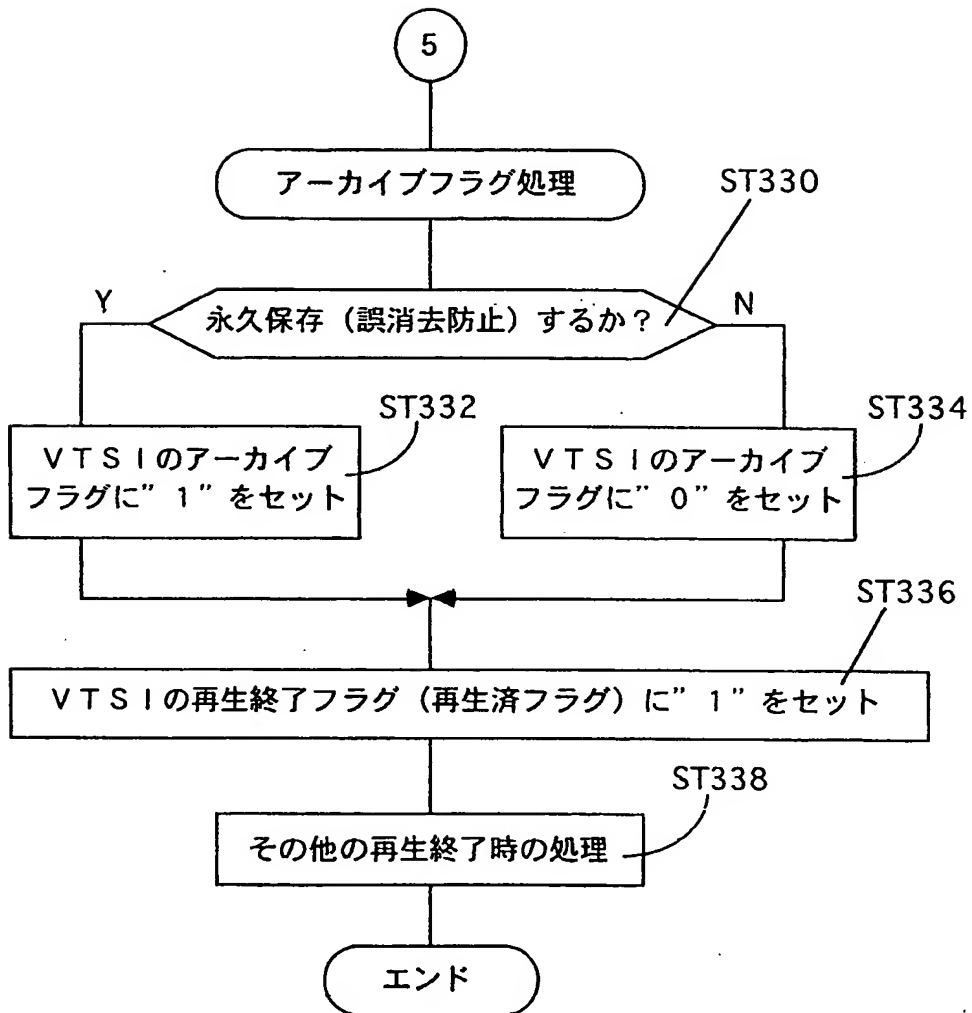 5
アーカイブフラグ処理
ST330
Y
永久保存（誤消去防止）するか？
N
ST332
ST334
ＶＴＳＩのアーカイブ
フラグに”１”をセット
ＶＴＳＩのアーカイブ
フラグに”０”をセット
ST336
ＶＴＳＩの再生終了フラグ（再生済フラグ）に”１”をセット
ST338
その他の再生終了時の処理
エンド